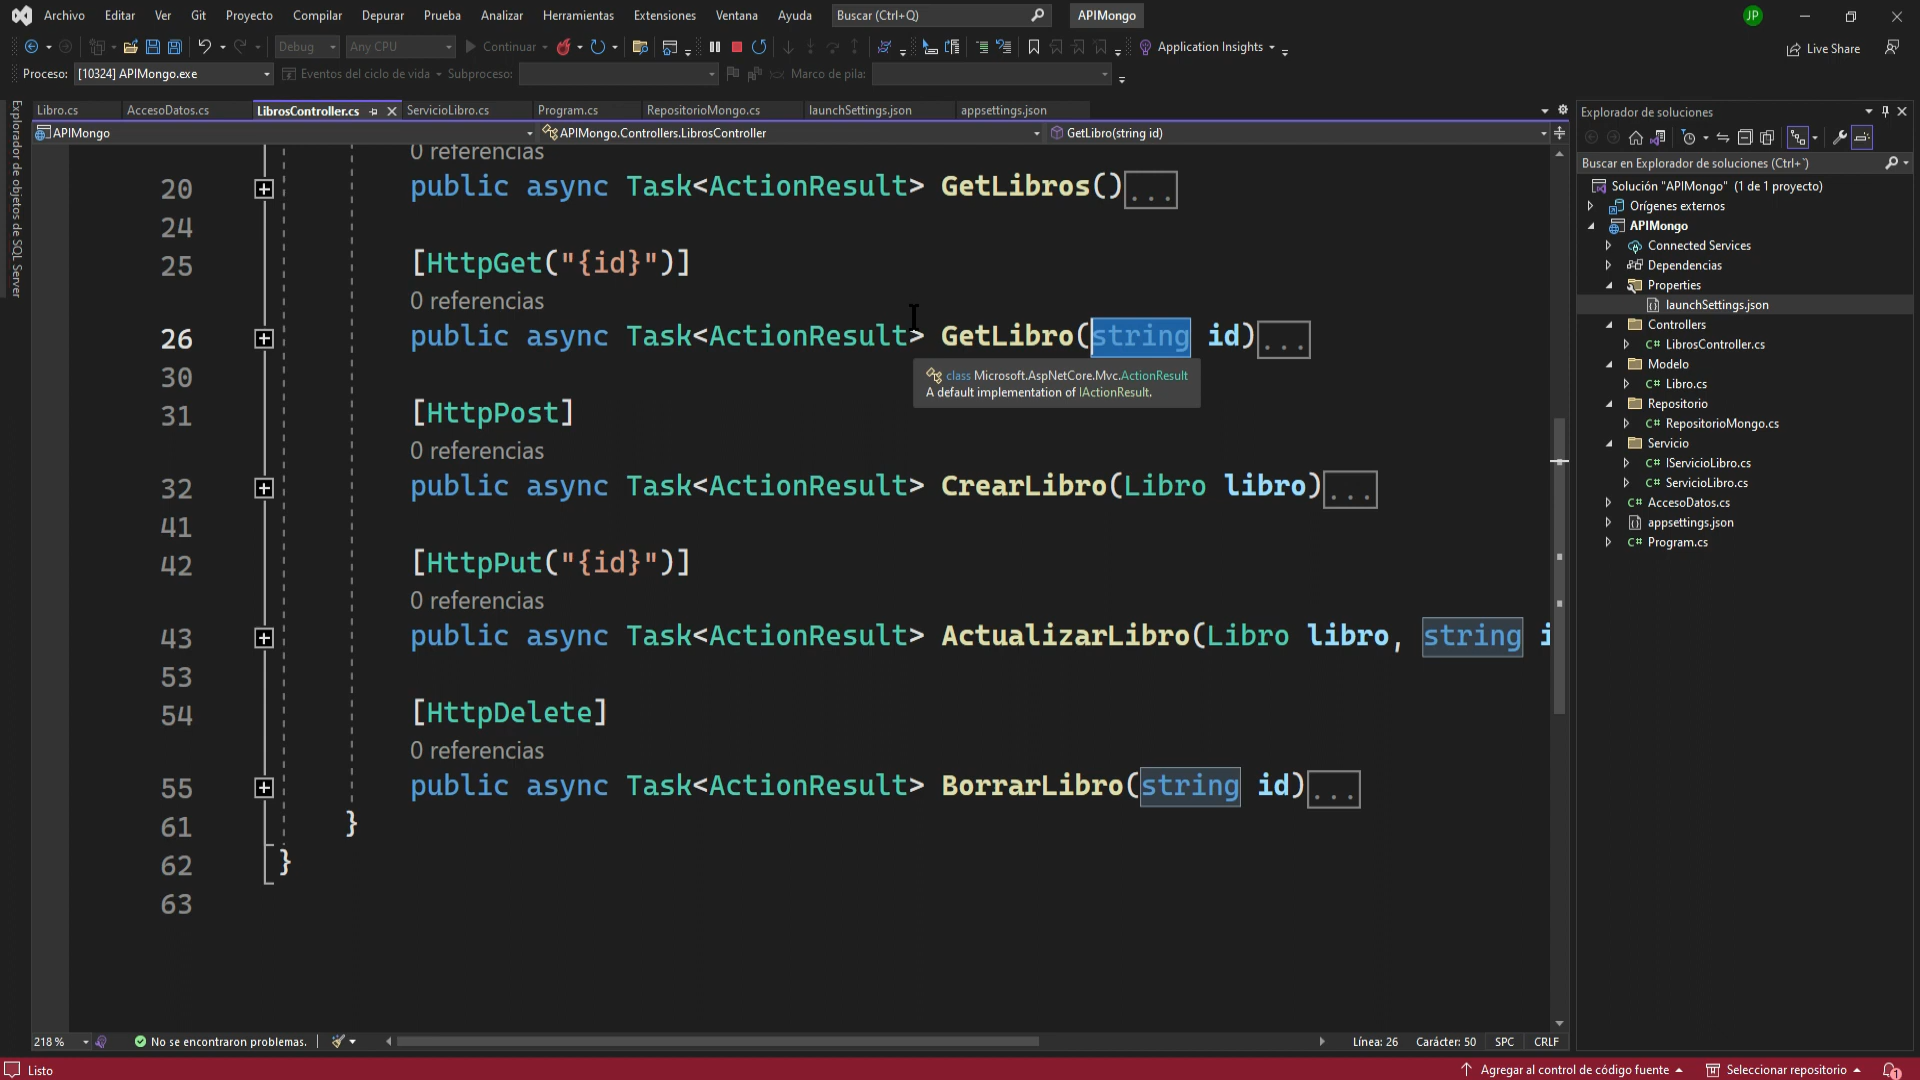 Archivo Editar Ver Git Proyecto Compilar Depurar Prueba Analizar Herramientas Extensiones Ventana Ayuda Buscar (Ctrl+Q) APIMongo JP
Debug Any CPU Continuar Application Insights Live Share
Proceso: [10324] APIMongo.exe Eventos del ciclo de vida Subproceso: Marco de pila:
Explorador de objetos de SQL Server
Libro.cs AccesoDatos.cs LibrosController.cs ServicioLibro.cs Program.cs RepositorioMongo.cs launchSettings.json appsettings.json
APIMongo APIMongo.Controllers.LibrosController GetLibro(string id)
0 referencias
20 public async Task<ActionResult> GetLibros()...
24
25 [HttpGet("{id}")]
0 referencias
26 public async Task<ActionResult> GetLibro(string id)...
class Microsoft.AspNetCore.Mvc.ActionResult
A default implementation of IActionResult.
30
31 [HttpPost]
0 referencias
32 public async Task<ActionResult> CrearLibro(Libro libro)...
41
42 [HttpPut("{id}")]
0 referencias
43 public async Task<ActionResult> ActualizarLibro(Libro libro, string i
53
54 [HttpDelete]
0 referencias
55 public async Task<ActionResult> BorrarLibro(string id)...
61 }
62 }
63
218 % No se encontraron problemas. Línea: 26 Carácter: 50 SPC CRLF
Explorador de soluciones
Buscar en Explorador de soluciones (Ctrl+`)
Solución "APIMongo" (1 de 1 proyecto)
Orígenes externos
APIMongo
Connected Services
Dependencias
Properties
launchSettings.json
Controllers
C# LibrosController.cs
Modelo
C# Libro.cs
Repositorio
C# RepositorioMongo.cs
Servicio
C# IServicioLibro.cs
C# ServicioLibro.cs
C# AccesoDatos.cs
appsettings.json
C# Program.cs
Listo Agregar al control de código fuente Seleccionar repositorio 1